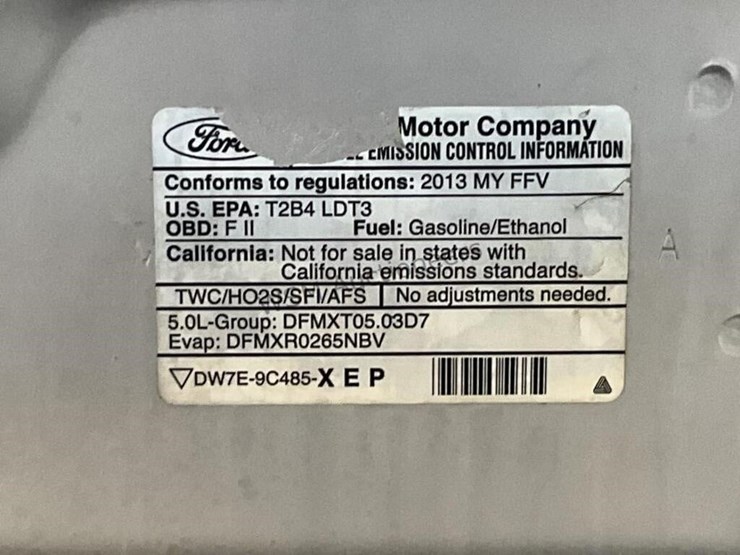 Ford Motor Company
EMISSION CONTROL INFORMATION
Conforms to regulations: 2013 MY FFV
U.S. EPA: T2B4 LDT3
OBD: F II Fuel: Gasoline/Ethanol
California: Not for sale in states with
California emissions standards.
TWC/HO2S/SFI/AFS No adjustments needed.
5.0L-Group: DFMXT05.03D7
Evap: DFMXR0265NBV
DW7E-9C485-X E P
A